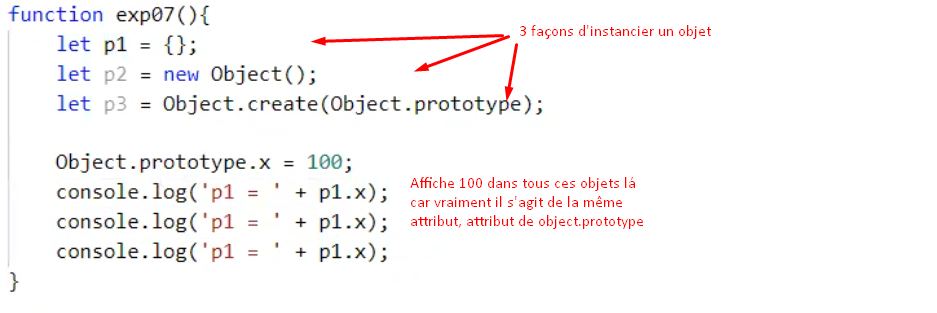 function exp07(){
let p1 = {};
3 façons d'instancier un objet
let p2 = new Object();
let p3 = Object.create(Object.prototype);
Object.prototype.x = 100;
console.log('p1 = ' + p1.x);
console.log('p1 = ' + p1.x);
console.log('p1 = ' + p1.x);
}
Affiche 100 dans tous ces objets lá
car vraiment il s'agit de la même
attribut, attribut de object.prototype